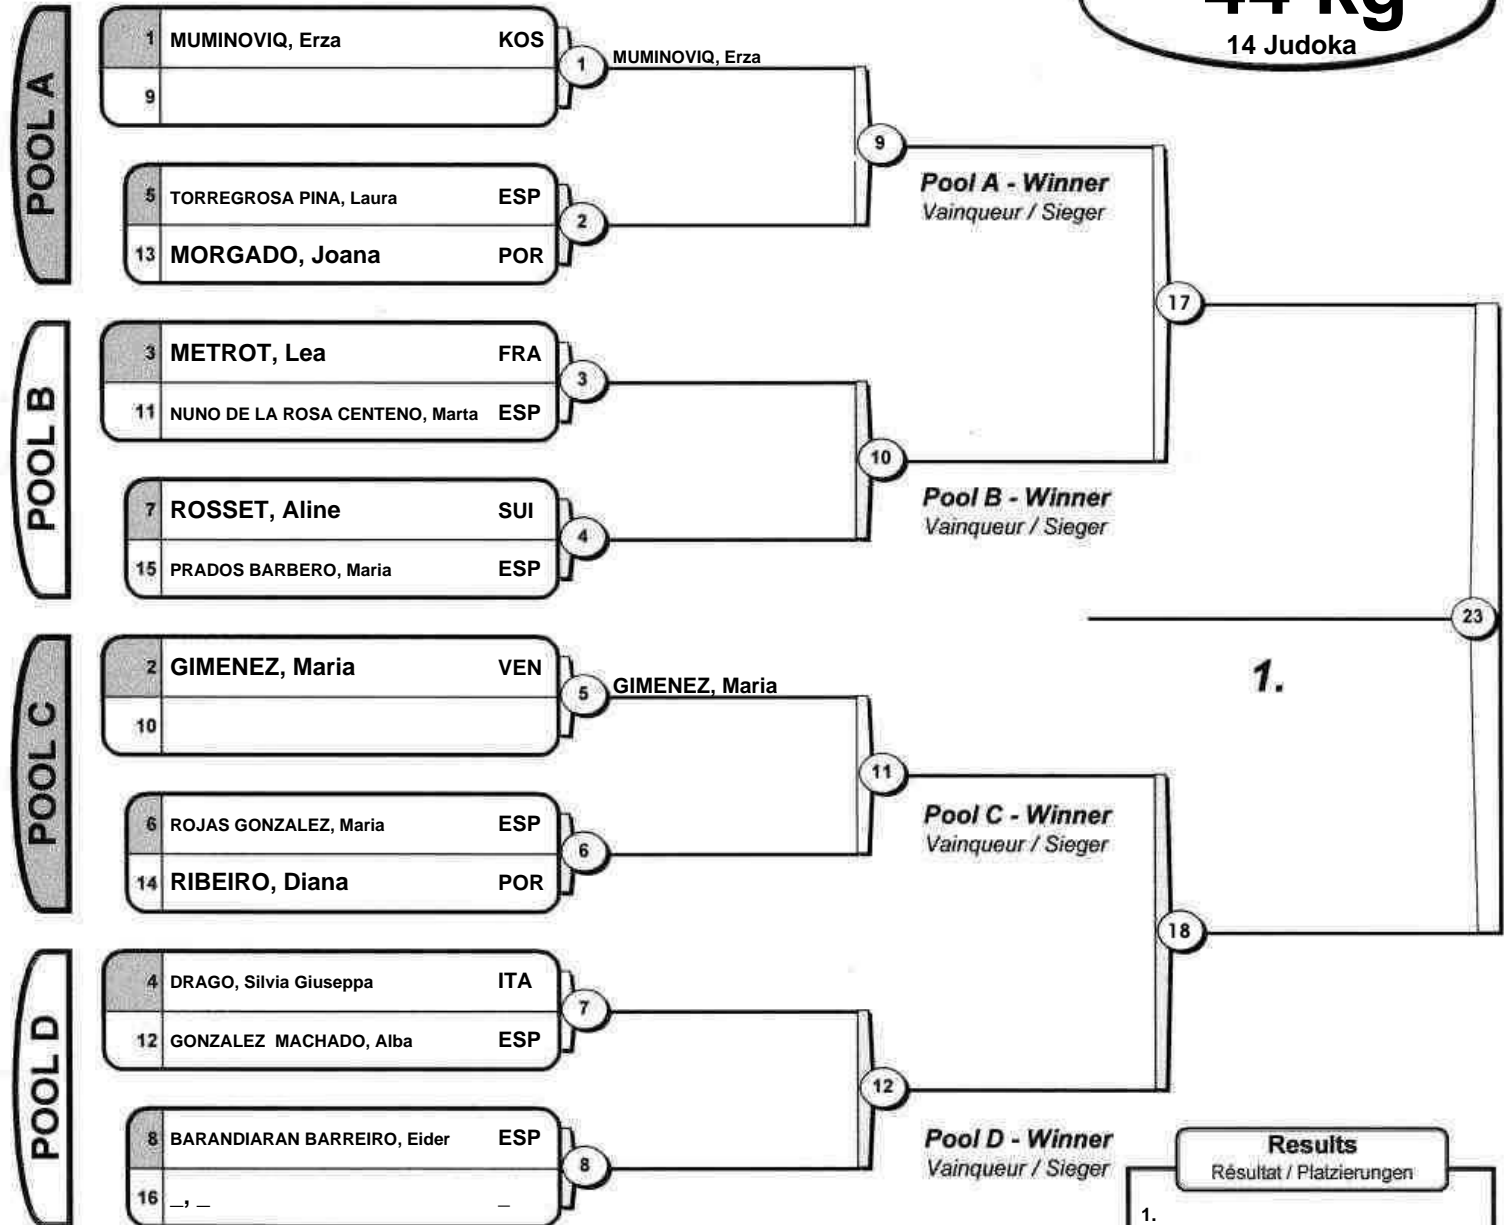 44 kg
14 Judoka
POOL A
1 MUMINOVIQ, Erza KOS
9
1 MUMINOVIQ, Erza
5 TORREGROSA PINA, Laura ESP
13 MORGADO, Joana POR
2
9
Pool A - Winner
Vainqueur / Sieger
POOL B
3 METROT, Lea FRA
11 NUNO DE LA ROSA CENTENO, Marta ESP
3
7 ROSSET, Aline SUI
15 PRADOS BARBERO, Maria ESP
4
10
Pool B - Winner
Vainqueur / Sieger
17
POOL C
2 GIMENEZ, Maria VEN
10
5 GIMENEZ, Maria
6 ROJAS GONZALEZ, Maria ESP
14 RIBEIRO, Diana POR
6
11
Pool C - Winner
Vainqueur / Sieger
23
1.
POOL D
4 DRAGO, Silvia Giuseppa ITA
12 GONZALEZ MACHADO, Alba ESP
7
8 BARANDIARAN BARREIRO, Eider ESP
16 _, _ _
8
12
Pool D - Winner
Vainqueur / Sieger
18
Results
Résultat / Platzierungen
1.